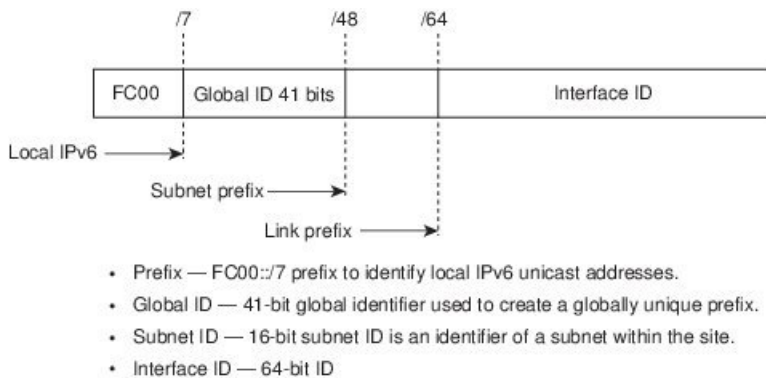 /7 /48 /64
FC00 Global ID 41 bits Interface ID
Local IPv6
Subnet prefix
Link prefix
• Prefix — FC00::/7 prefix to identify local IPv6 unicast addresses.
• Global ID — 41-bit global identifier used to create a globally unique prefix.
• Subnet ID — 16-bit subnet ID is an identifier of a subnet within the site.
• Interface ID — 64-bit ID